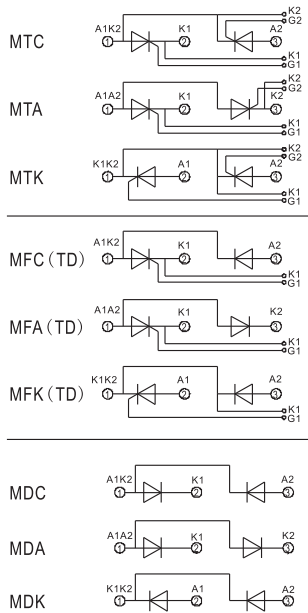 K2
G2
A1K2 K1 A2
MTC ① ② ③
K1
G1
K2
G2
A1A2 K1 K2
MTA ① ② ③
K1
G1
K2
G2
K1K2 A1 A2
MTK ① ② ③
K1
G1
A1K2 K1 A2
MFC (TD) ① ② ③
K1
G1
A1A2 K1 K2
MFA (TD) ① ② ③
K1
G1
K1K2 A1 A2
MFK (TD) ① ② ③
K1
G1
A1K2 K1 A2
MDC ① ② ③
A1A2 K1 K2
MDA ① ② ③
K1K2 A1 A2
MDK ① ② ③